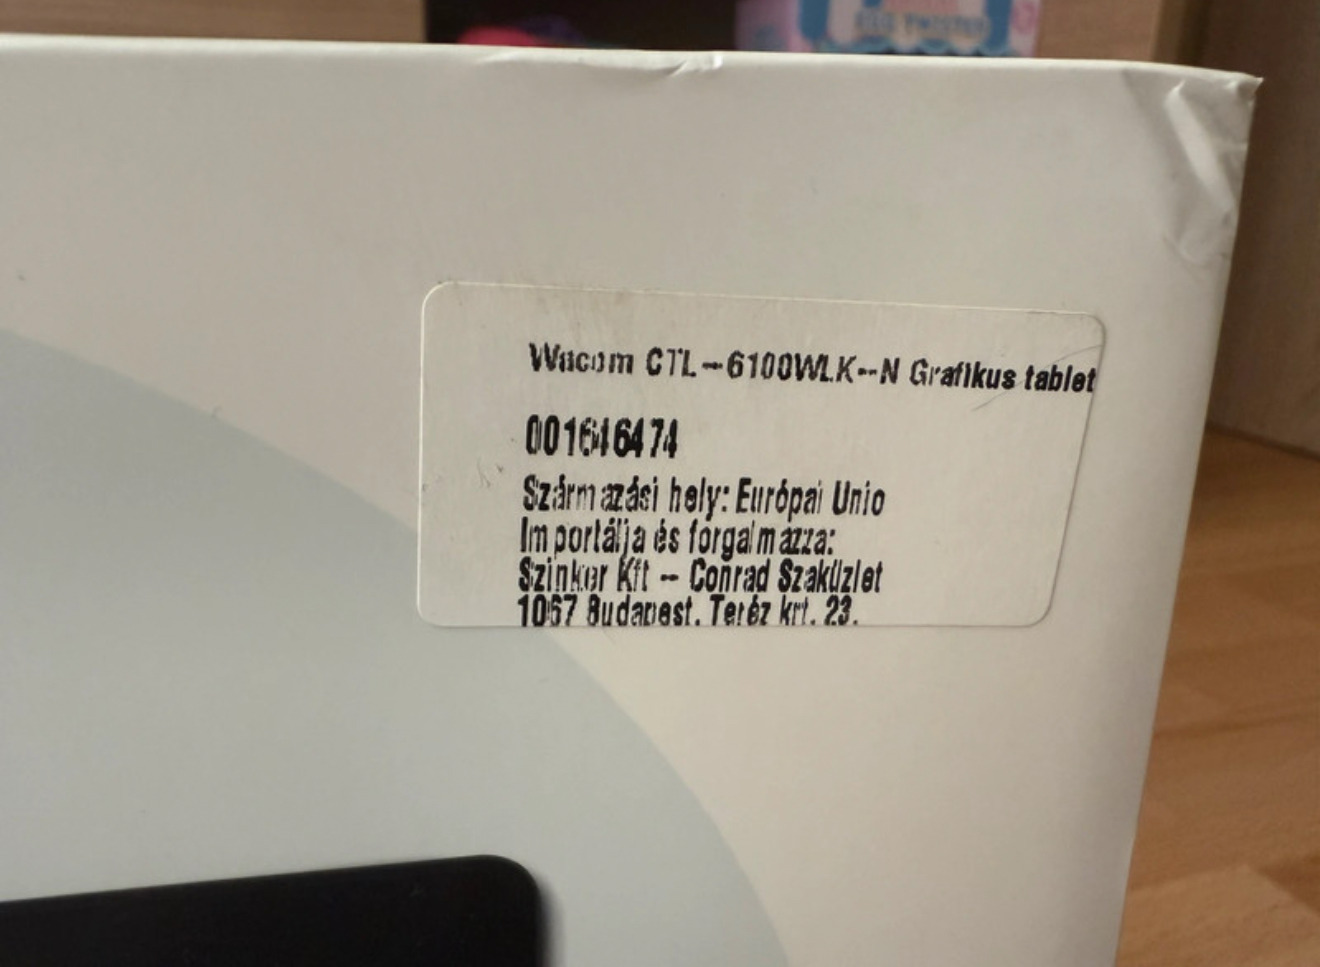 Wacom CTL-6100WLK--N Grafikus tablet
001646474
Származási hely: Európai Unio
Importálja és forgalmazza:
Szinker Kft - Conrad Szaküzlet
1067 Budapest. Teréz krt. 23.